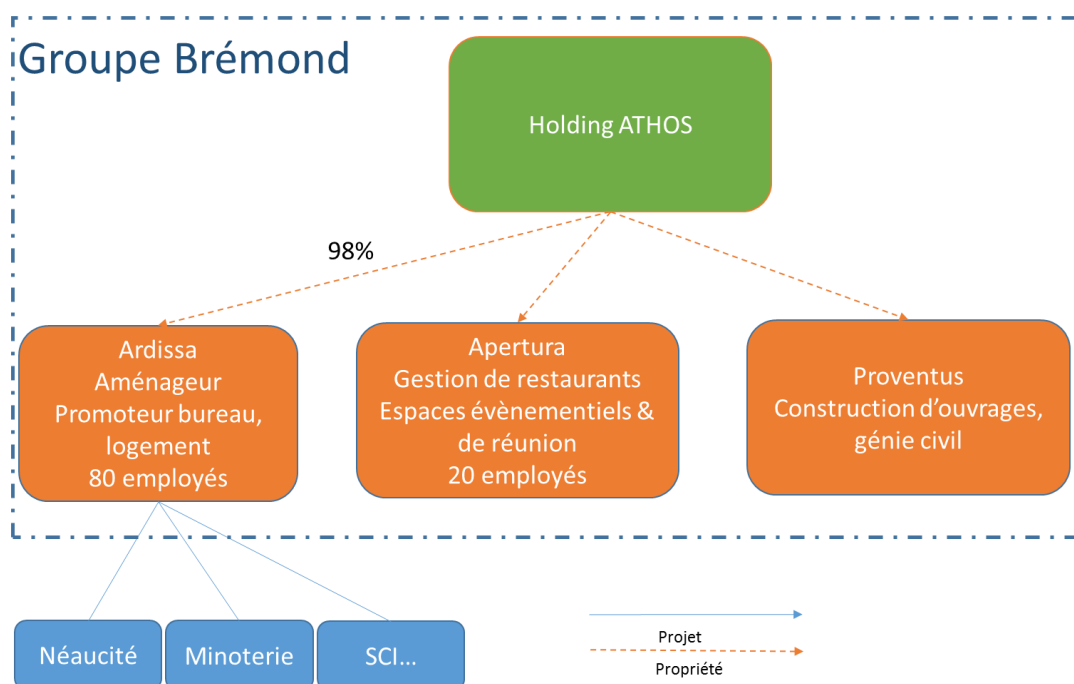 Groupe Brémond
Holding ATHOS
98%
Ardissa
Aménageur
Promoteur bureau,
logement
80 employés
Apertura
Gestion de restaurants
Espaces évènementiels &
de réunion
20 employés
Proventus
Construction d'ouvrages,
génie civil
Néaucité
Minoterie
SCI...
Projet
Propriété